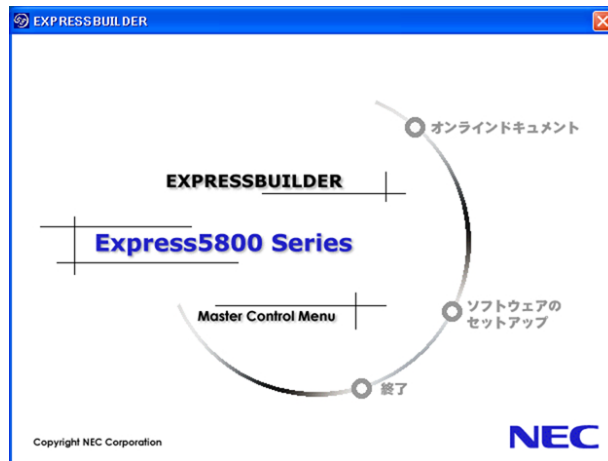 EXPRESSBUILDER
オンラインドキュメント
EXPRESSBUILDER
Express5800 Series
Master Control Menu
ソフトウェアの
セットアップ
終了
Copyright NEC Corporation
NEC